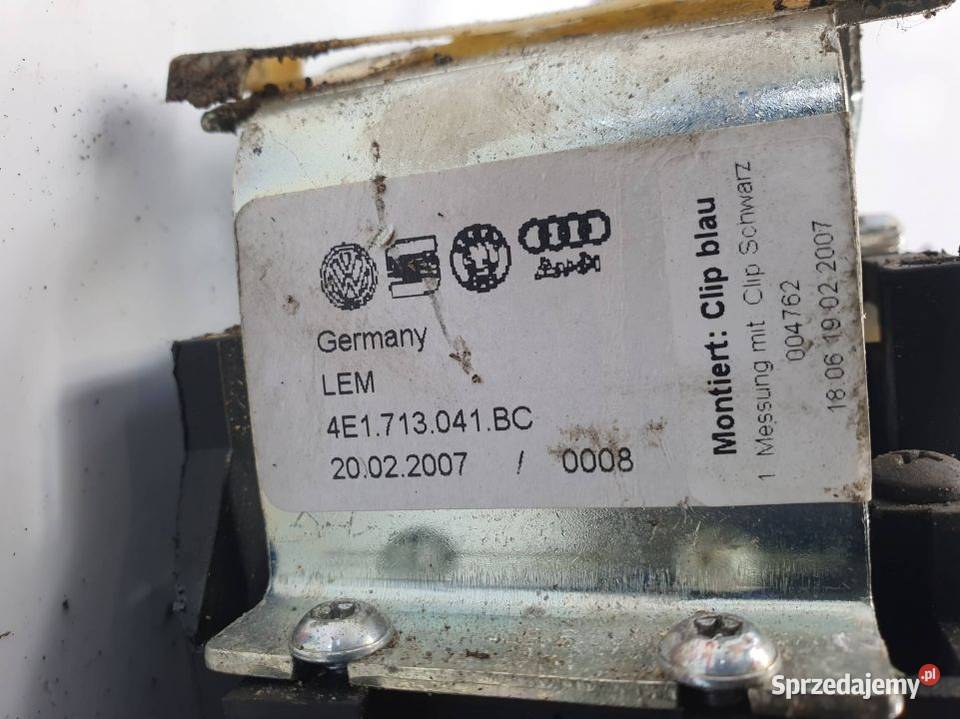 Germany
LEM
4E1.713.041.BC
20.02.2007 / 0008
Montiert: Clip blau
1 Messung mit Clip Schwarz
004762
18:06 19.02.2007
Sprzedajemy.pl